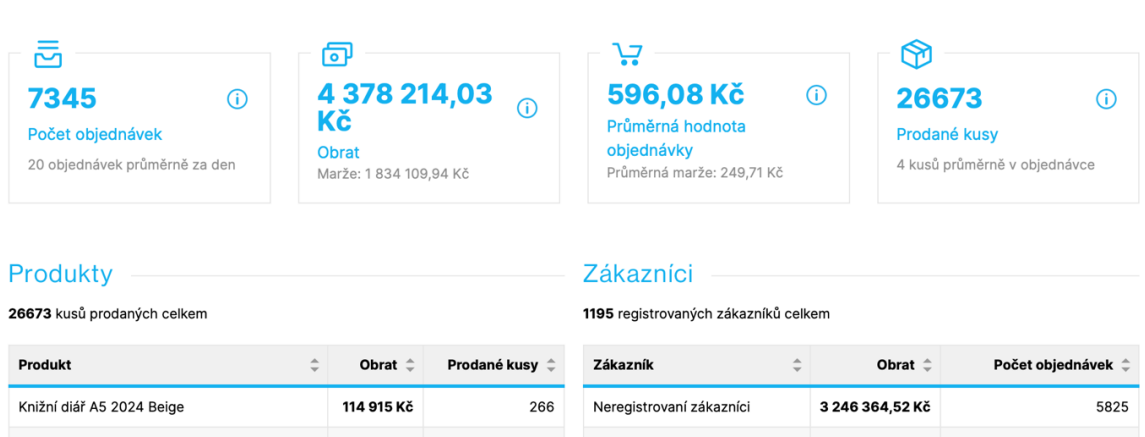 7345
Počet objednávek
20 objednávek průměrně za den
4 378 214,03
Kč
Obrat
Marže: 1 834 109,94 Kč
596,08 Kč
Průměrná hodnota
objednávky
Průměrná marže: 249,71 Kč
26673
Prodané kusy
4 kusů průměrně v objednávce
Produkty
26673 kusů prodaných celkem
Produkt Obrat Prodané kusy
Knižní diář A5 2024 Beige 114 915 Kč 266
Zákazníci
1195 registrovaných zákazníků celkem
Zákazník Obrat Počet objednávek
Neregistrovaní zákazníci 3 246 364,52 Kč 5825